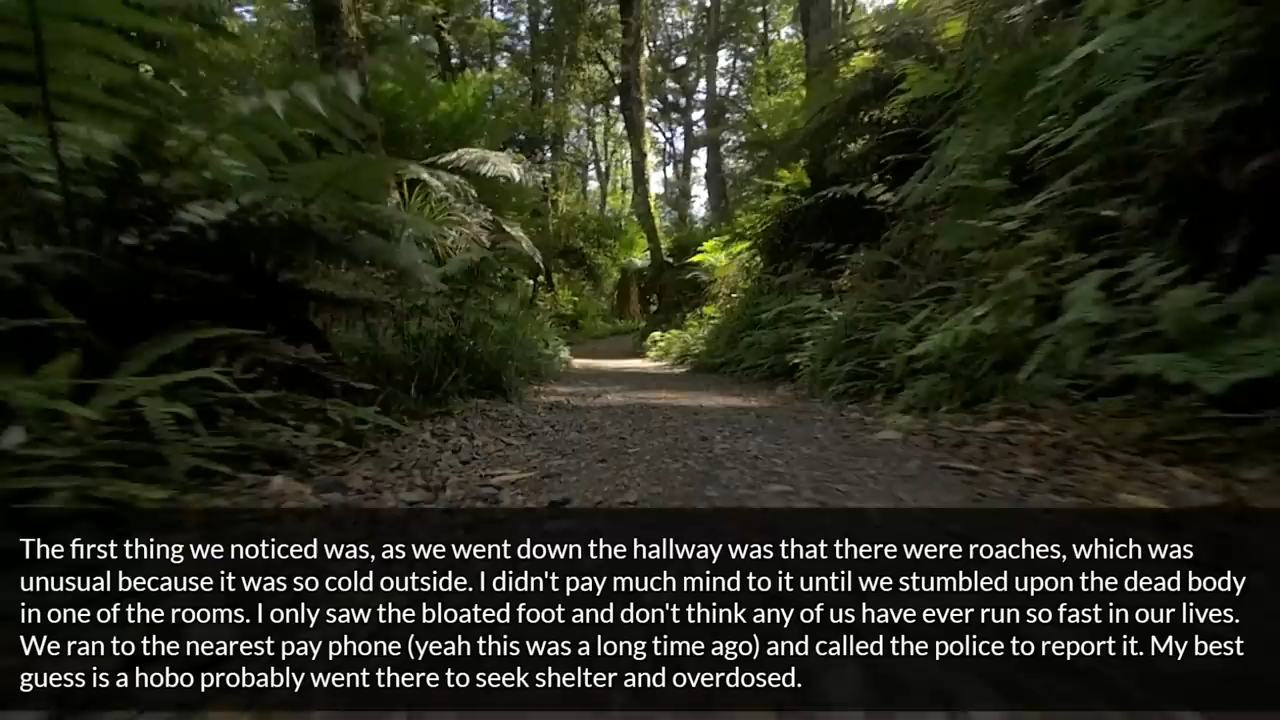 The first thing we noticed was, as we went down the hallway was that there were roaches, which was
unusual because it was so cold outside. I didn't pay much mind to it until we stumbled upon the dead body
in one of the rooms. I only saw the bloated foot and don't think any of us have ever run so fast in our lives.
We ran to the nearest pay phone (yeah this was a long time ago) and called the police to report it. My best
guess is a hobo probably went there to seek shelter and overdosed.